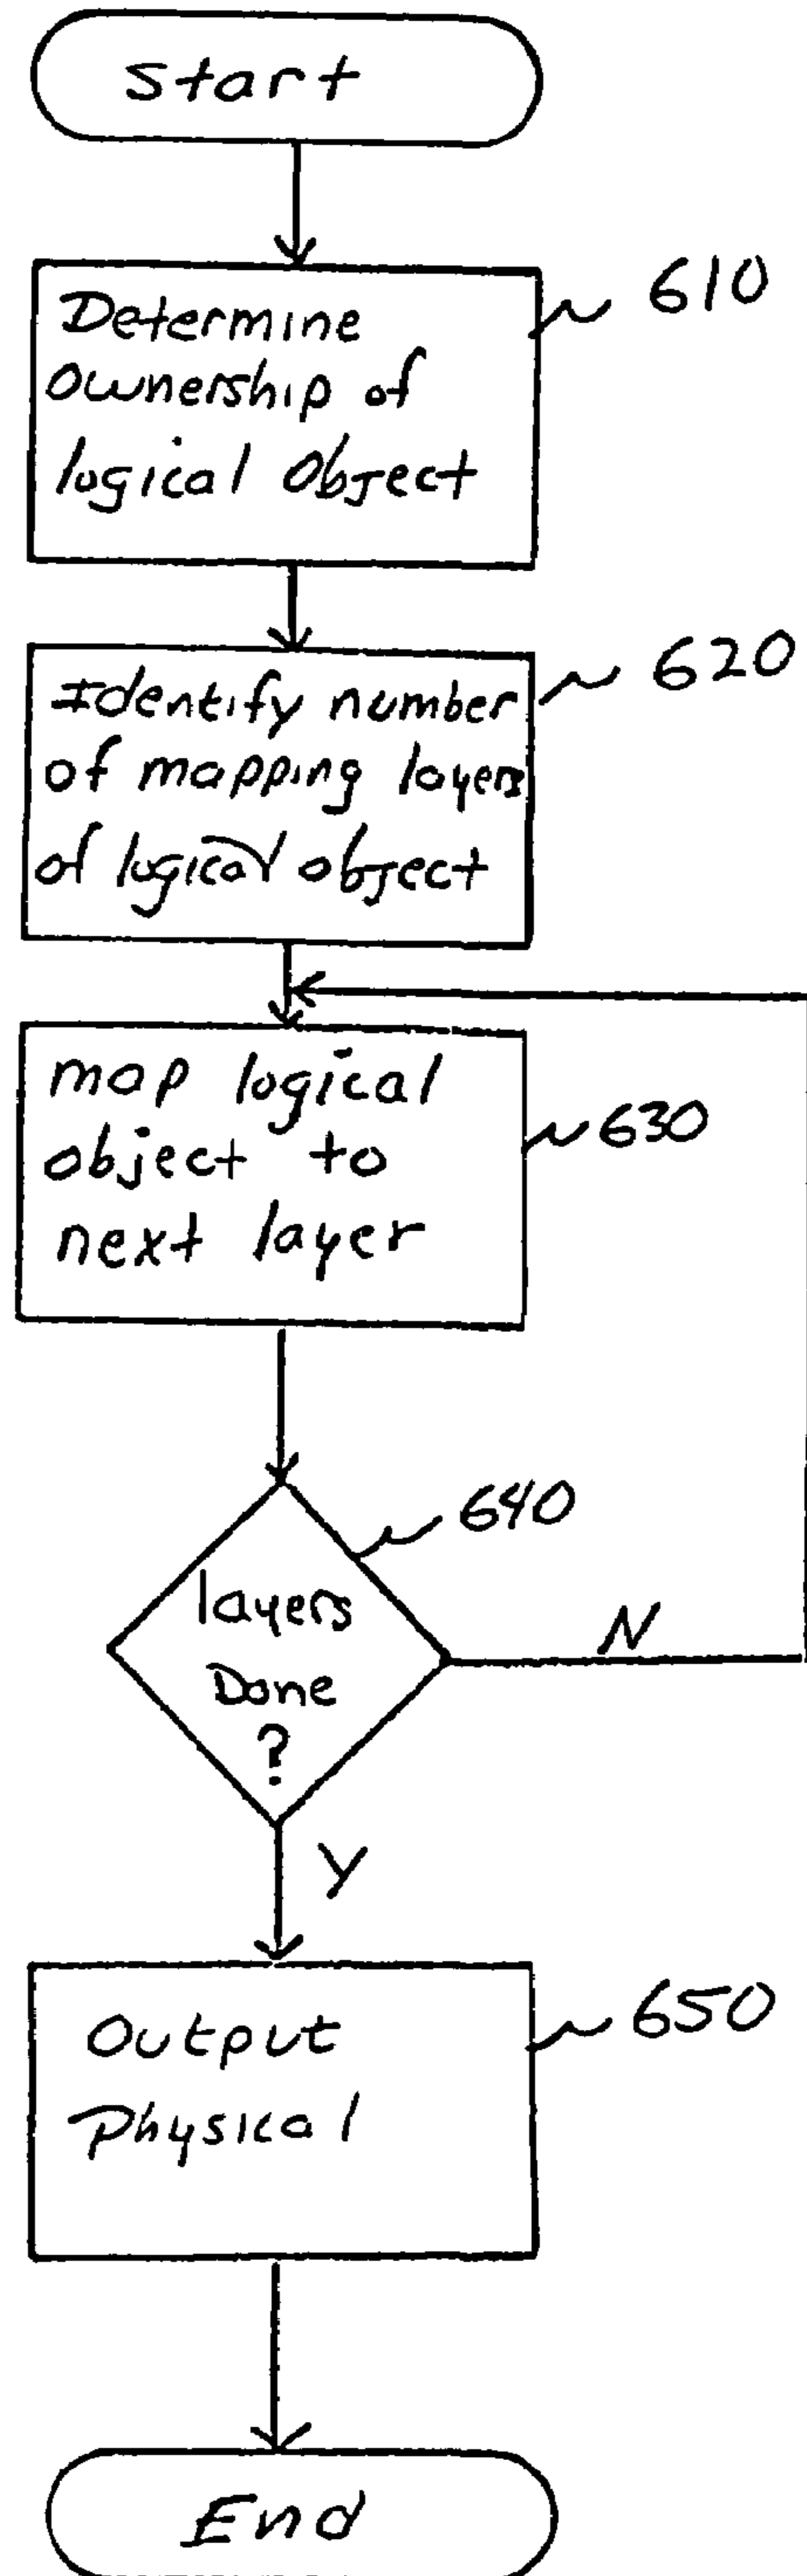 Start
Determine
Ownership of
logical Object
610
Identify number
of mapping layers
of logical object
620
map logical
object to
next layer
630
640
layers
Done
?
N
Y
Output
Physical
650
End